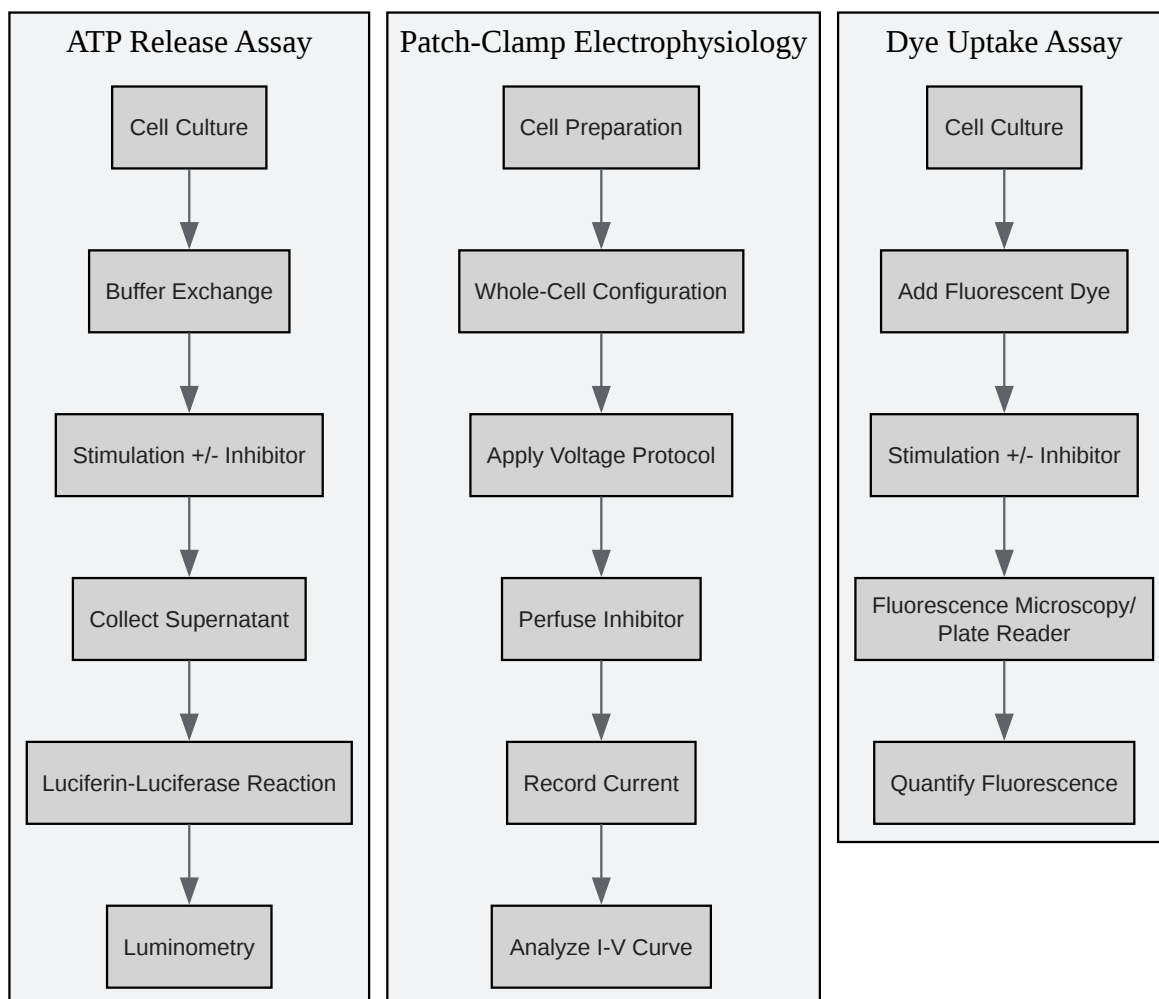 ATP Release Assay
Cell Culture
Buffer Exchange
Stimulation +/- Inhibitor
Collect Supernatant
Luciferin-Luciferase Reaction
Luminometry
Patch-Clamp Electrophysiology
Cell Preparation
Whole-Cell Configuration
Apply Voltage Protocol
Perfuse Inhibitor
Record Current
Analyze I-V Curve
Dye Uptake Assay
Cell Culture
Add Fluorescent Dye
Stimulation +/- Inhibitor
Fluorescence Microscopy/
Plate Reader
Quantify Fluorescence